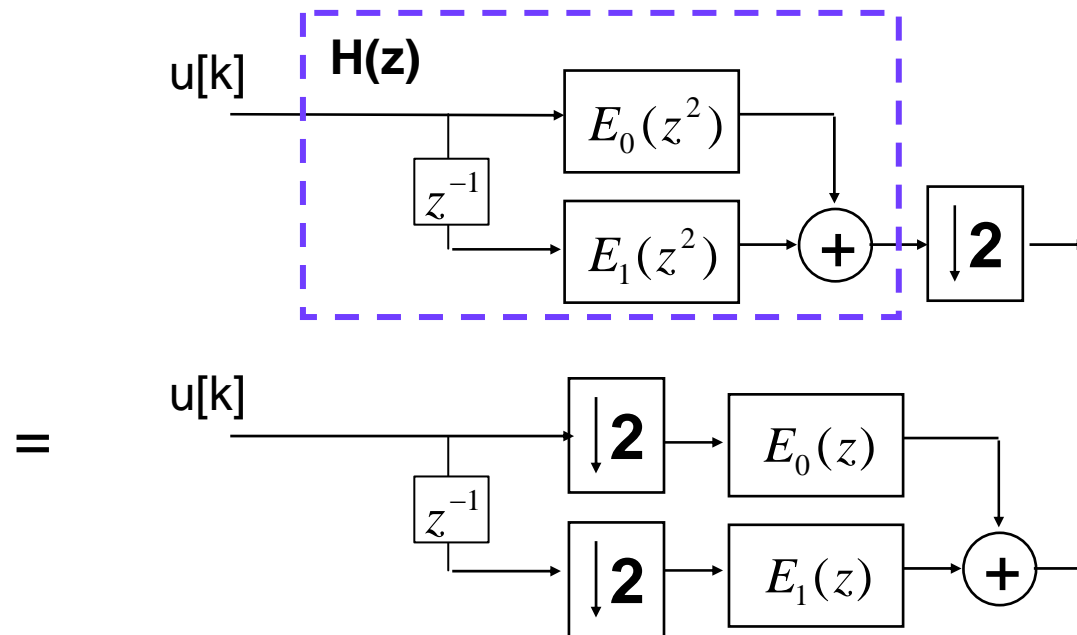 H(z)
u[k]
E₀(z²)
z⁻¹
E₁(z²)
+
↓2
=
u[k]
↓2
E₀(z)
z⁻¹
↓2
E₁(z)
+